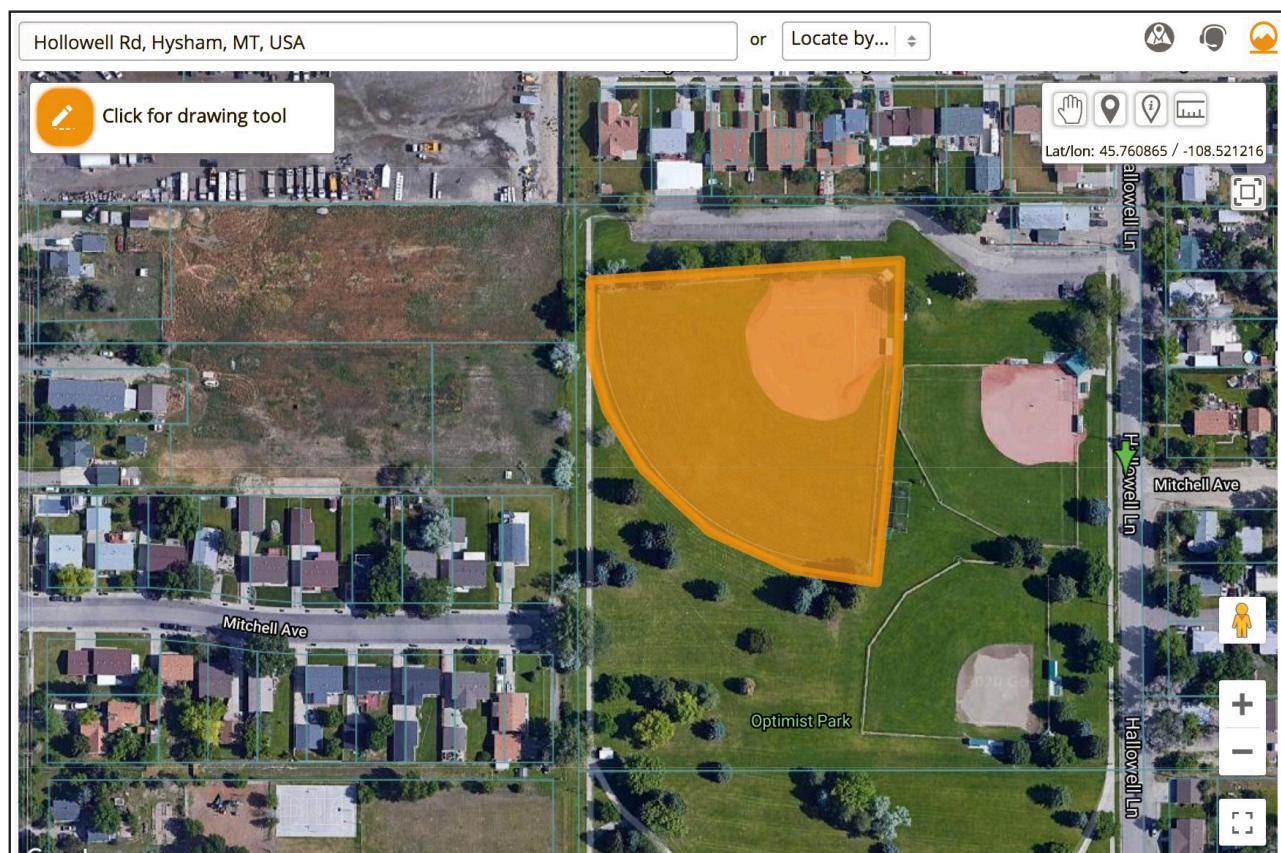 Hollowell Rd, Hysham, MT, USA
or
Locate by...
Click for drawing tool
Lat/lon: 45.760865 / -108.521216
Hallowell Ln
Mitchell Ave
Mitchell Ave
Optimist Park
Hallowell Ln